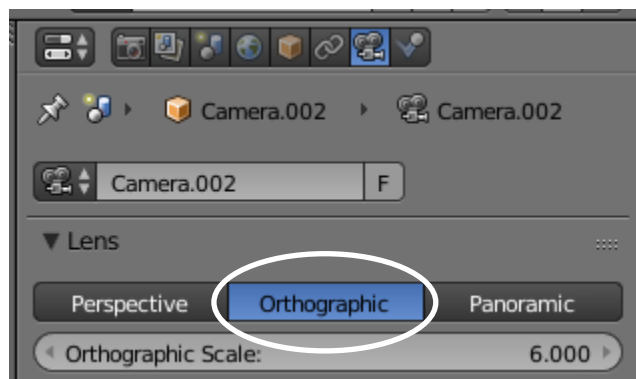 Camera.002 Camera.002
Camera.002 F
Lens
Perspective Orthographic Panoramic
Orthographic Scale: 6.000